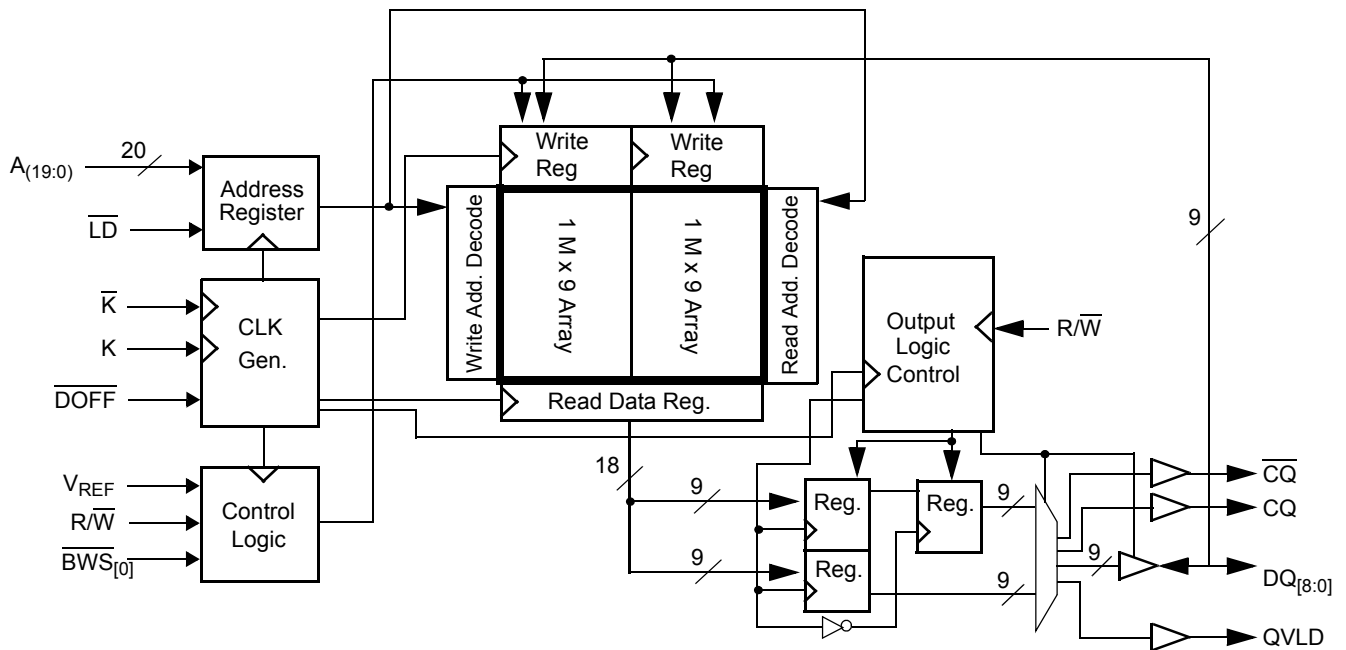 A(19:0)
20
LD
Address
Register
K
K
DOFF
CLK
Gen.
VREF
R/W
BWS[0]
Control
Logic
Write
Reg
Write
Reg
Write Add. Decode
1 M x 9 Array
1 M x 9 Array
Read Add. Decode
Read Data Reg.
Output
Logic
Control
R/W
9
18
9
9
Reg.
Reg.
Reg.
9
9
9
CQ
CQ
DQ[8:0]
QVLD